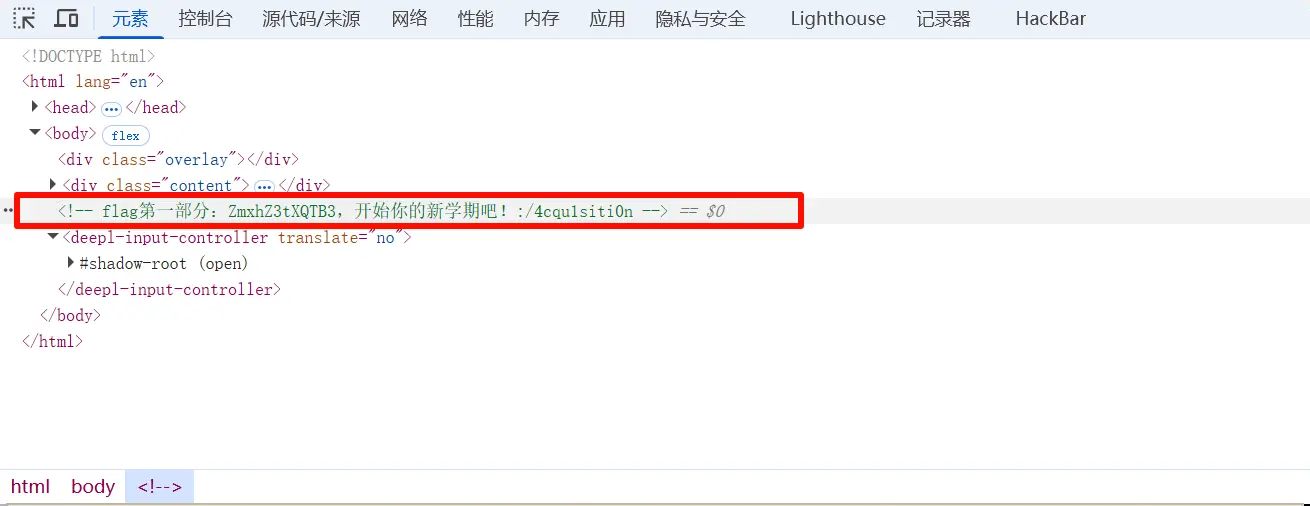 元素 控制台 源代码/来源 网络 性能 内存 应用 隐私与安全 Lighthouse 记录器 HackBar
<!DOCTYPE html>
<html lang="en">
<head> ⋯ </head>
<body> flex
<div class="overlay"></div>
<div class="content"> ⋯ </div>
<!-- flag第一部分：ZmxhZ3tXQTB3，开始你的新学期吧！:/4cqu1siti0n --> == $0
<deepl-input-controller translate="no">
#shadow-root (open)
</deepl-input-controller>
</body>
</html>
html body <!-->